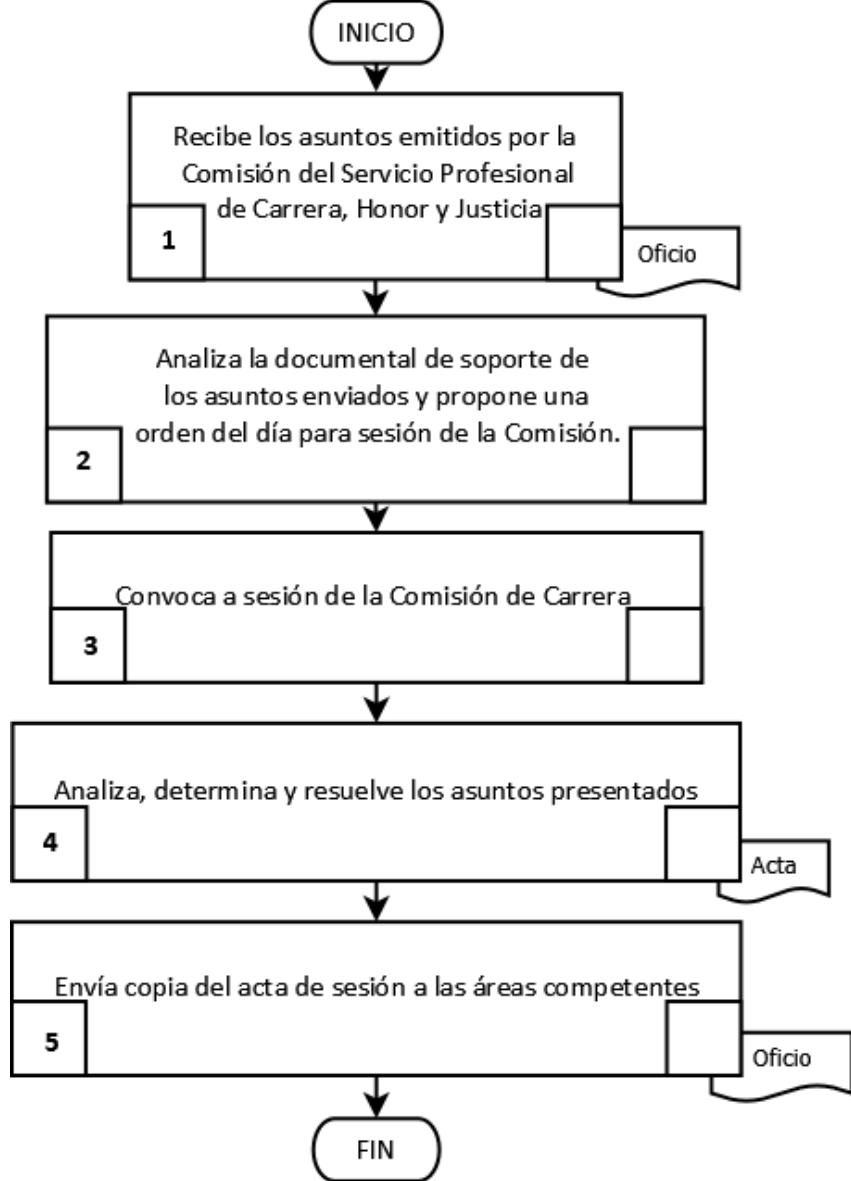 INICIO
Recibe los asuntos emitidos por la
Comisión del Servicio Profesional
de Carrera, Honor y Justicia
1
Oficio
Analiza la documental de soporte de
los asuntos enviados y propone una
orden del día para sesión de la Comisión.
2
Convoca a sesión de la Comisión de Carrera
3
Analiza, determina y resuelve los asuntos presentados
4
Acta
Envía copia del acta de sesión a las áreas competentes
5
Oficio
FIN